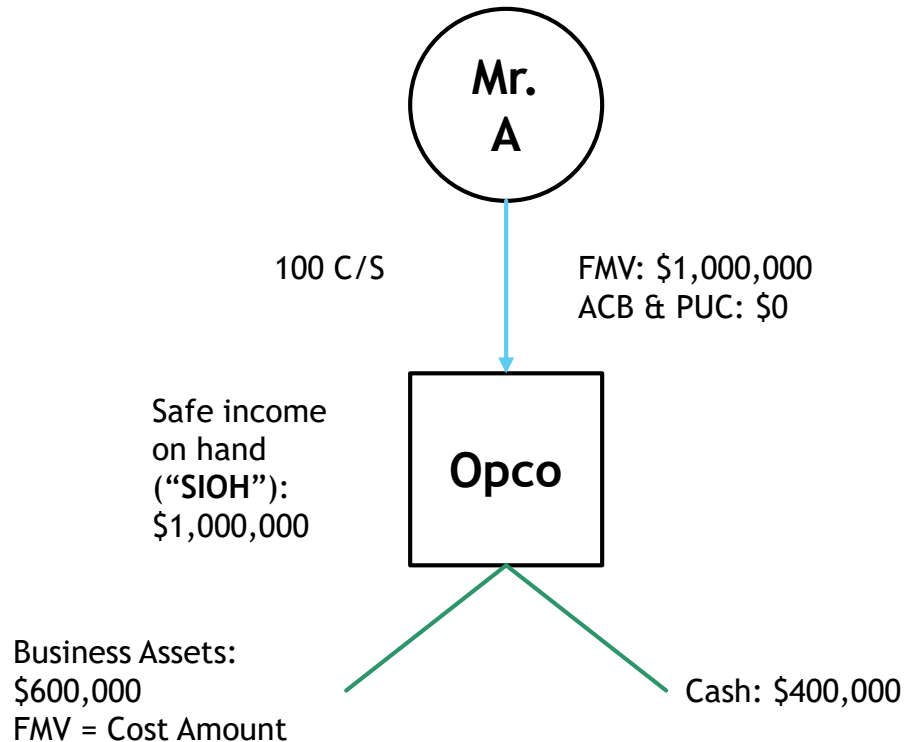 Mr.
A
100 C/S
FMV: $1,000,000
ACB & PUC: $0
Safe income
on hand
(“SIOH”):
$1,000,000
Opco
Business Assets:
$600,000
FMV = Cost Amount
Cash: $400,000